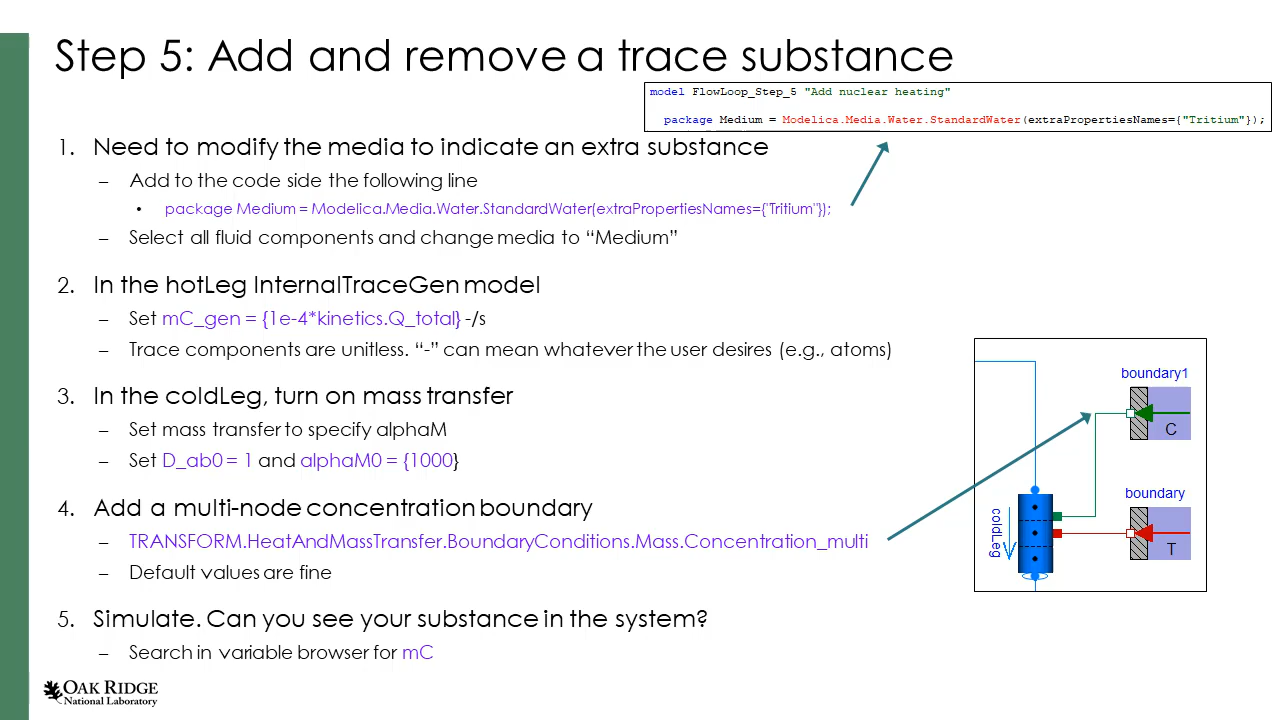 Step 5: Add and remove a trace substance
model FlowLoop_Step_5 "Add nuclear heating"
package Medium = Modelica.Media.Water.StandardWater(extraPropertiesNames={"Tritium"});
1. Need to modify the media to indicate an extra substance
– Add to the code side the following line
• package Medium = Modelica.Media.Water.StandardWater(extraPropertiesNames={"Tritium"});
– Select all fluid components and change media to “Medium”
2. In the hotLeg InternalTraceGen model
– Set mC_gen = {1e-4*kinetics.Q_total} -/s
– Trace components are unitless. “-” can mean whatever the user desires (e.g., atoms)
3. In the coldLeg, turn on mass transfer
– Set mass transfer to specify alphaM
– Set D_ab0 = 1 and alphaM0 = {1000}
4. Add a multi-node concentration boundary
– TRANSFORM.HeatAndMassTransfer.BoundaryConditions.Mass.Concentration_multi
– Default values are fine
5. Simulate. Can you see your substance in the system?
– Search in variable browser for mC
boundary1
C
boundary
T
coldLeg
OAK RIDGE
National Laboratory